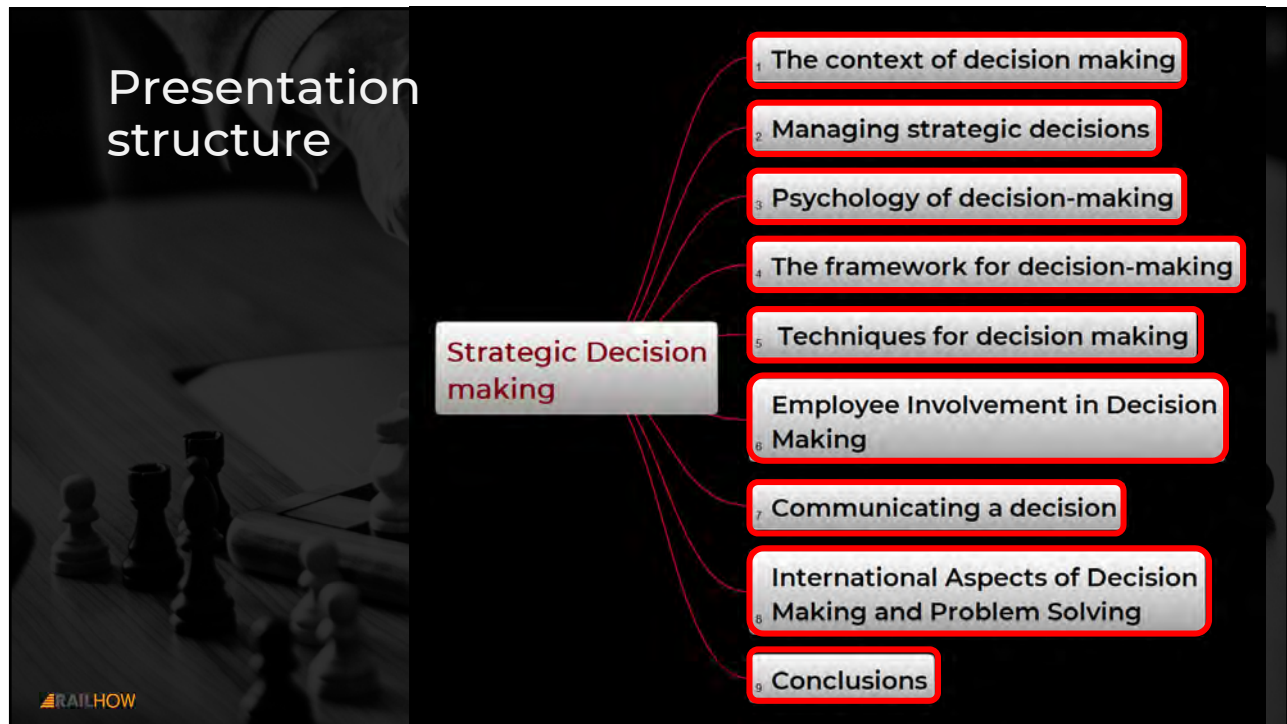 Presentation
structure
Strategic Decision
making
1 The context of decision making
2 Managing strategic decisions
3 Psychology of decision-making
4 The framework for decision-making
5 Techniques for decision making
Employee Involvement in Decision
6 Making
7 Communicating a decision
International Aspects of Decision
8 Making and Problem Solving
9 Conclusions
RAILHOW